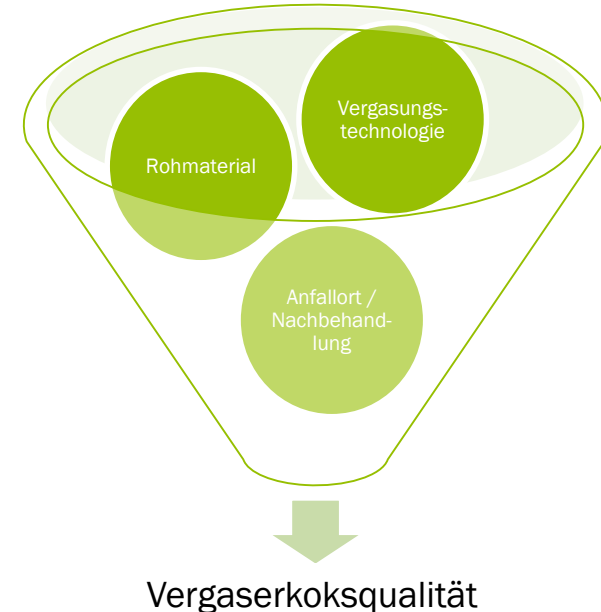 Vergasungs-
technologie
Rohmaterial
Anfallort /
Nachbehand-
lung
Vergaserkoksqualität